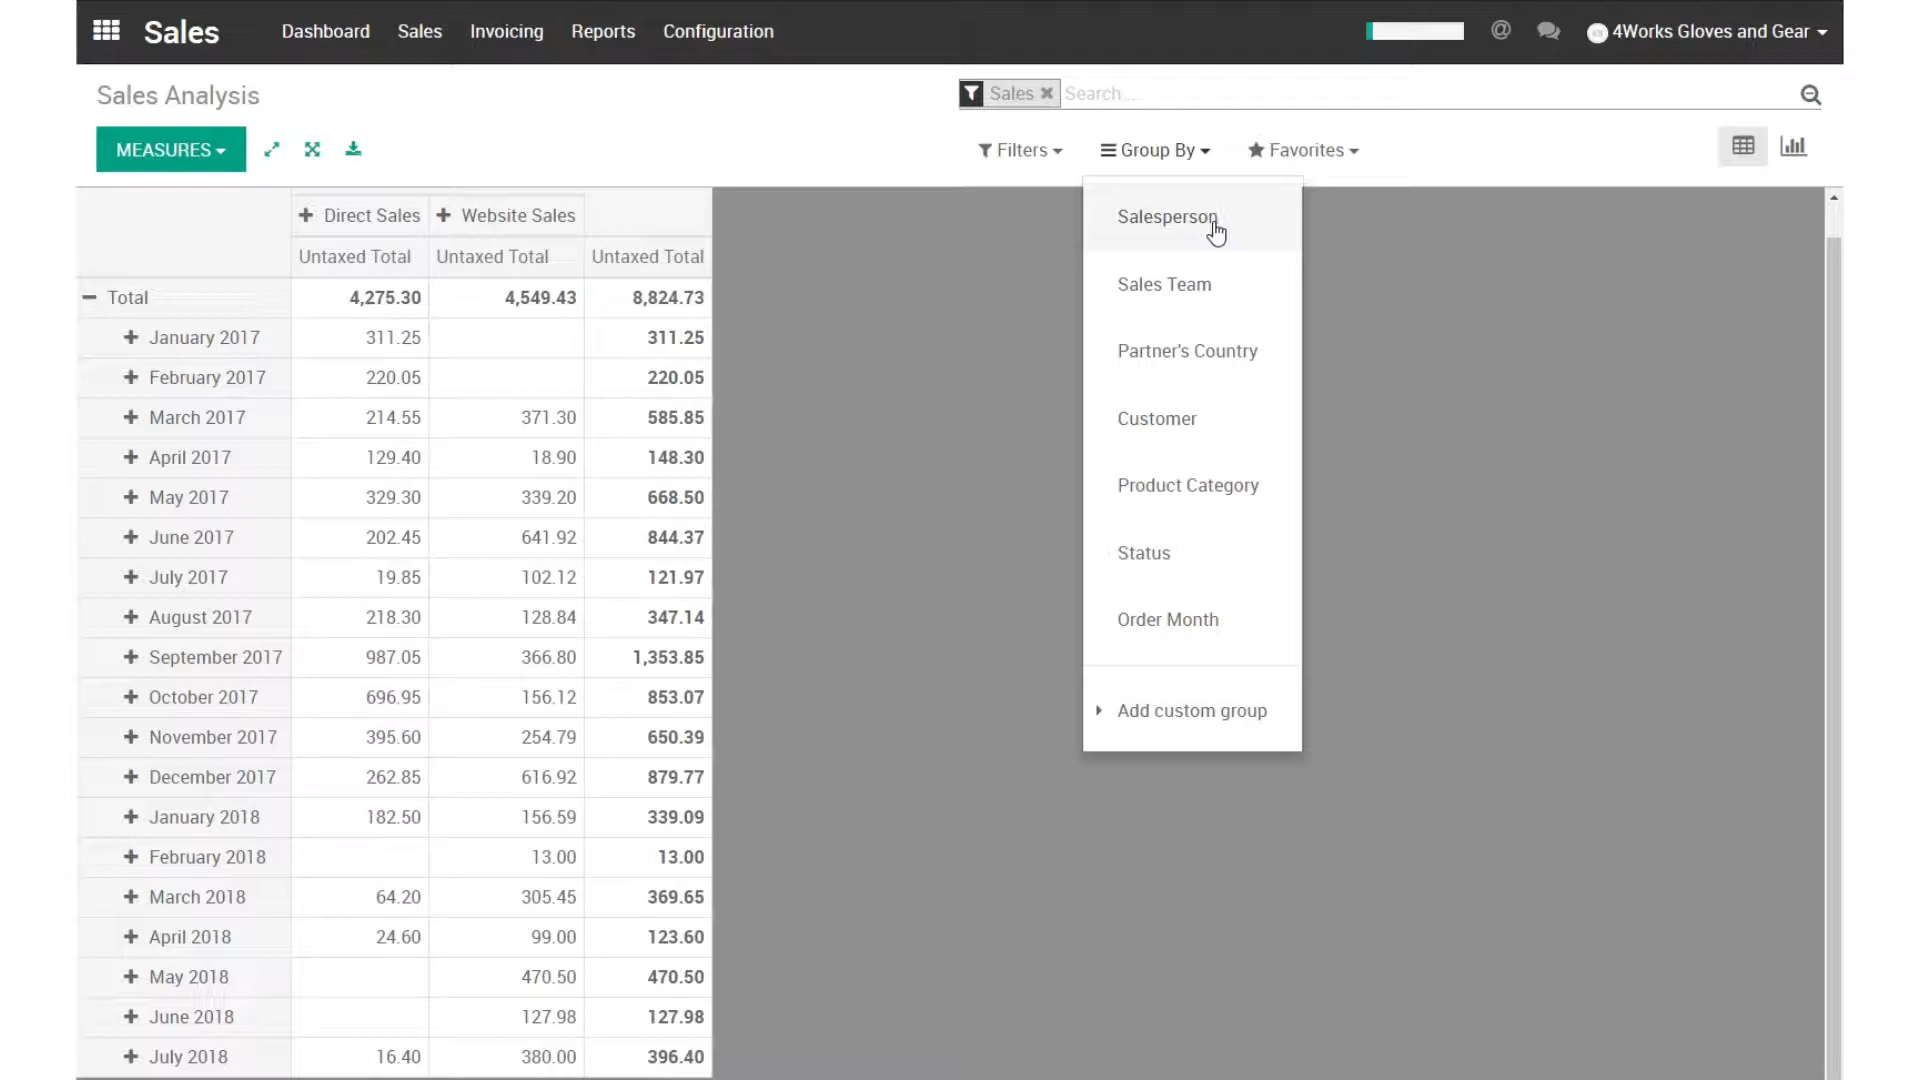 Sales Dashboard Sales Invoicing Reports Configuration @ 4Works Gloves and Gear
Sales Analysis
Sales Search...
MEASURES Filters Group By Favorites
Direct Sales Website Sales
Untaxed Total Untaxed Total Untaxed Total
Total 4,275.30 4,549.43 8,824.73
January 2017 311.25 311.25
February 2017 220.05 220.05
March 2017 214.55 371.30 585.85
April 2017 129.40 18.90 148.30
May 2017 329.30 339.20 668.50
June 2017 202.45 641.92 844.37
July 2017 19.85 102.12 121.97
August 2017 218.30 128.84 347.14
September 2017 987.05 366.80 1,353.85
October 2017 696.95 156.12 853.07
November 2017 395.60 254.79 650.39
December 2017 262.85 616.92 879.77
January 2018 182.50 156.59 339.09
February 2018 13.00 13.00
March 2018 64.20 305.45 369.65
April 2018 24.60 99.00 123.60
May 2018 470.50 470.50
June 2018 127.98 127.98
July 2018 16.40 380.00 396.40
Salesperson
Sales Team
Partner's Country
Customer
Product Category
Status
Order Month
Add custom group